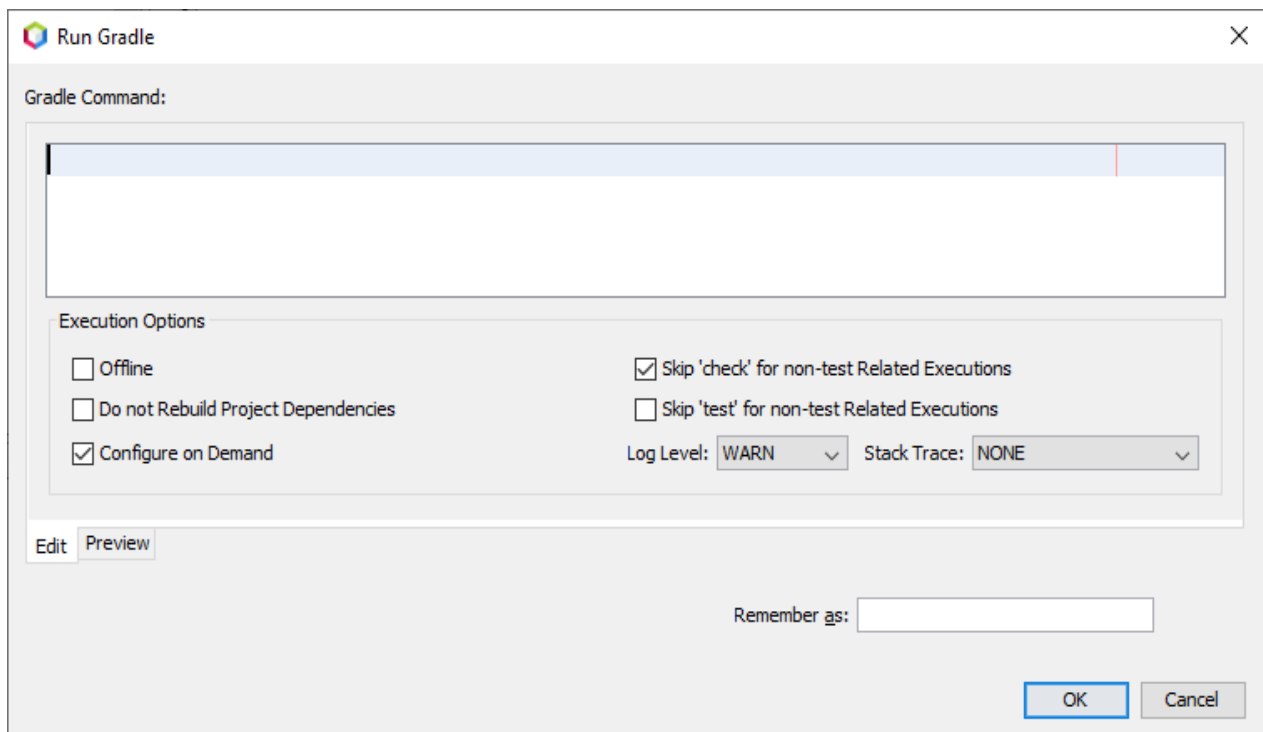 Run Gradle
Gradle Command:
Execution Options
Offline
Skip 'check' for non-test Related Executions
Do not Rebuild Project Dependencies
Skip 'test' for non-test Related Executions
Configure on Demand
Log Level: WARN Stack Trace: NONE
Edit Preview
Remember as:
OK Cancel